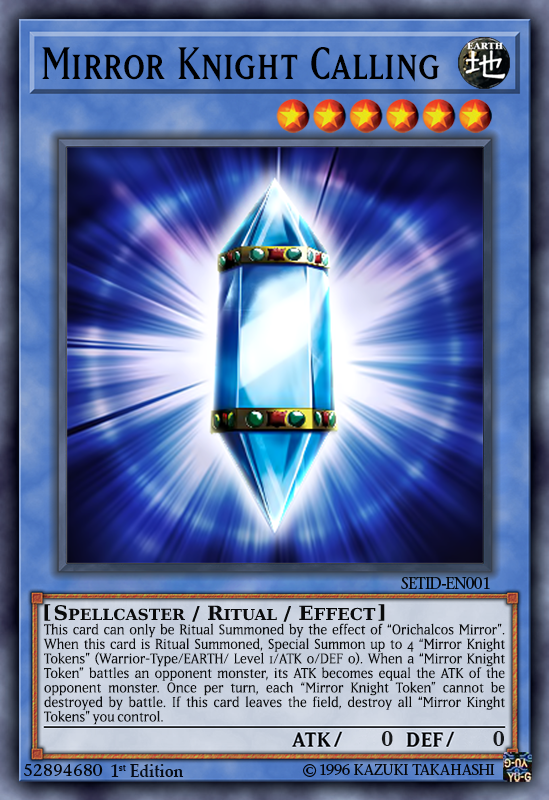 MIRROR KNIGHT CALLING
EARTH
地
SETID-EN001
[SPELLCASTER / RITUAL / EFFECT]
This card can only be Ritual Summoned by the effect of “Orichalcos Mirror”.
When this card is Ritual Summoned, Special Summon up to 4 “Mirror Knight
Tokens” (Warrior-Type/EARTH/ Level 1/ATK 0/DEF 0). When a “Mirror Knight
Token” battles an opponent monster, its ATK becomes equal the ATK of the
opponent monster. Once per turn, each “Mirror Knight Token” cannot be
destroyed by battle. If this card leaves the field, destroy all “Mirror Kinght
Tokens” you control.
ATK/ 0 DEF/ 0
52894680 1st Edition © 1996 KAZUKI TAKAHASHI
YU-G